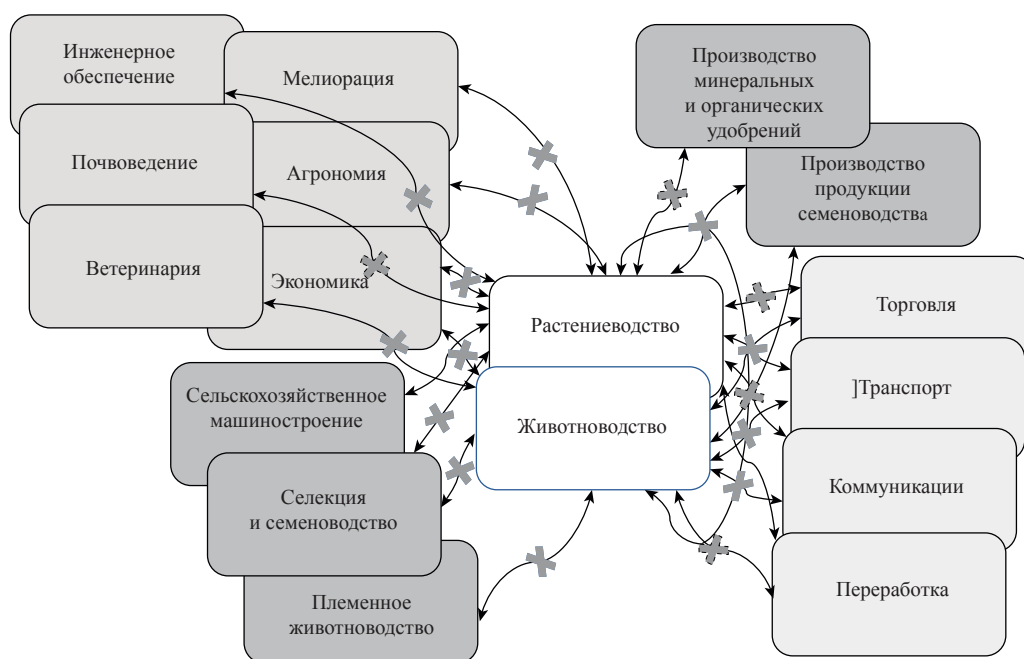 Инженерное
обеспечение
Мелиорация
Почвоведение
Агрономия
Ветеринария
Экономика
Сельскохозяйственное
машиностроение
Селекция
и семеноводство
Племенное
животноводство
Растениеводство
Животноводство
Производство
минеральных
и органических
удобрений
Производство
продукции
семеноводства
Торговля
]Транспорт
Коммуникации
Переработка